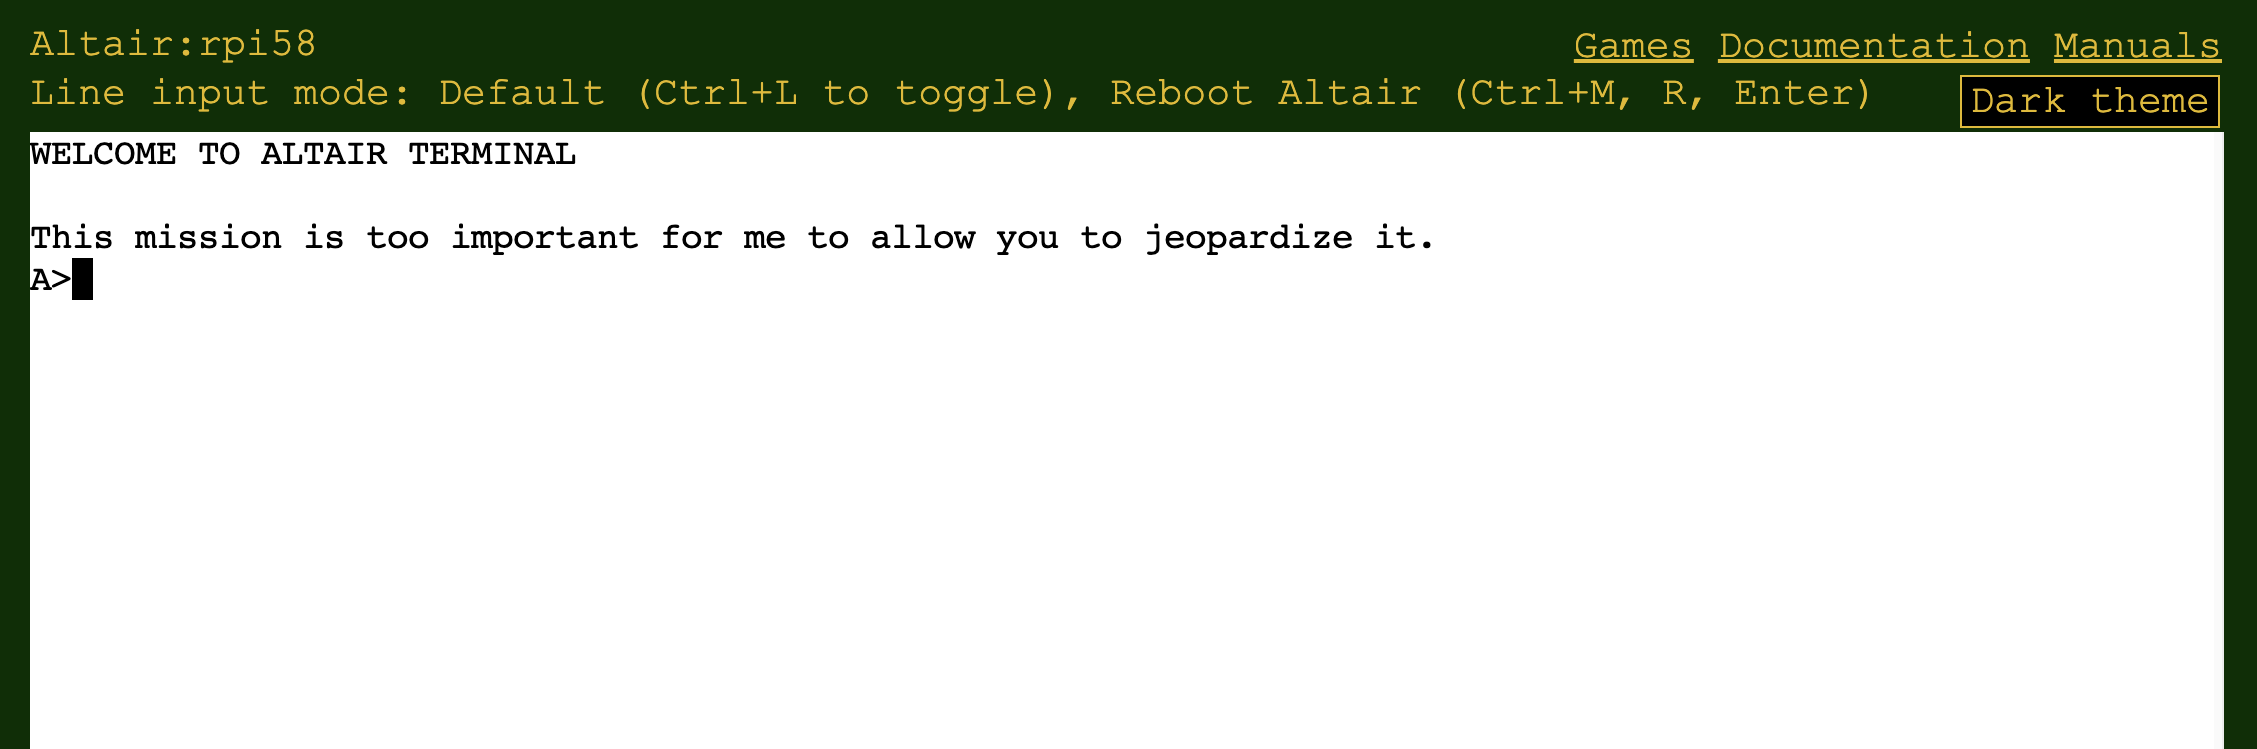 Altair:rpi58
Games Documentation Manuals
Line input mode: Default (Ctrl+L to toggle), Reboot Altair (Ctrl+M, R, Enter)
Dark theme
WELCOME TO ALTAIR TERMINAL
This mission is too important for me to allow you to jeopardize it.
A>